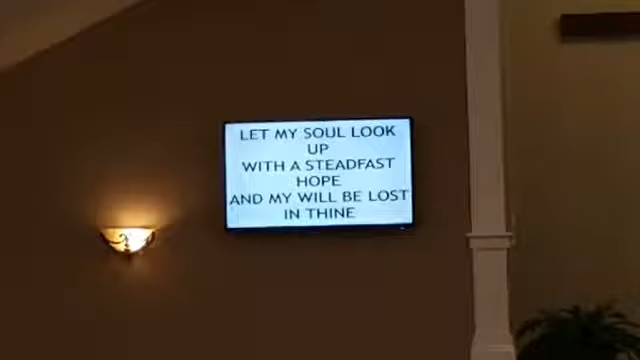 LET MY SOUL LOOK
UP
WITH A STEADFAST
HOPE
AND MY WILL BE LOST
IN THINE